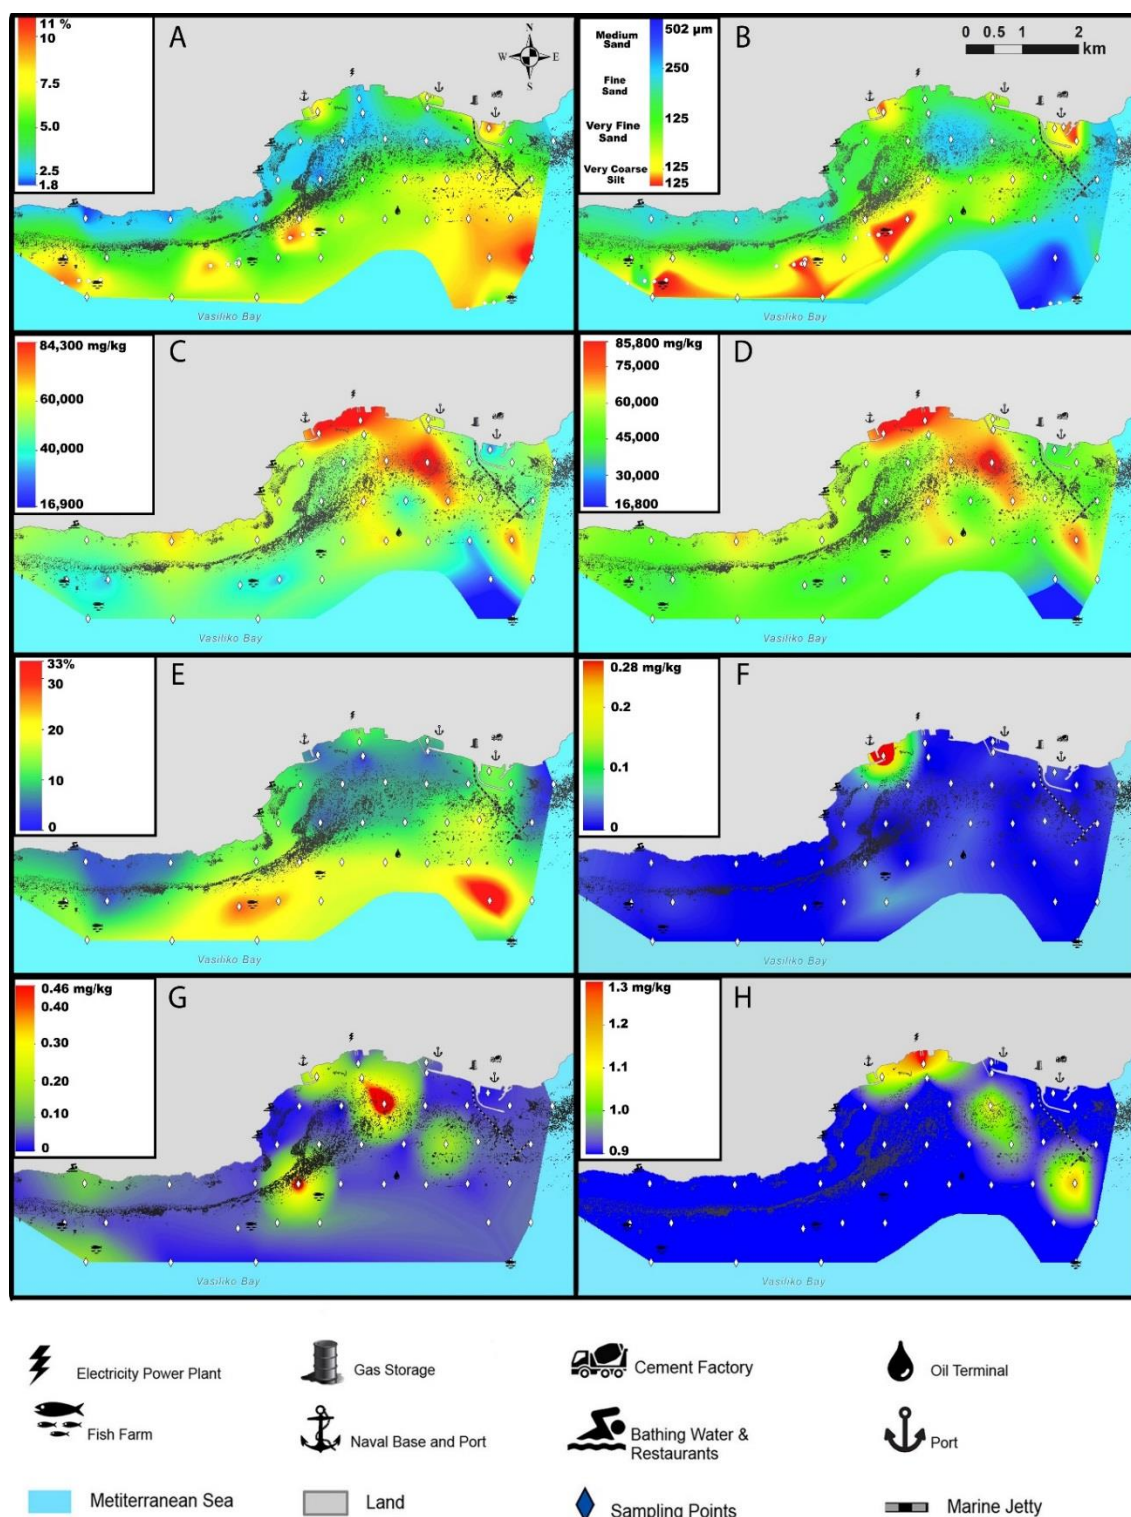 A
11 %
10
7.5
5.0
2.5
1.8
N
W E
S
Vasiliko Bay
B
Medium
Sand
502 µm
250
Fine
Sand
125
Very Fine
Sand
125
Very Coarse
Silt
125
0 0.5 1 2
km
Vasiliko Bay
C
84,300 mg/kg
60,000
40,000
16,900
Vasiliko Bay
D
85,800 mg/kg
60,000
45,000
30,000
16,800
Vasiliko Bay
E
33%
30
20
10
0
Vasiliko Bay
F
0.28 mg/kg
0.2
0.1
0
Vasiliko Bay
G
0.46 mg/kg
0.40
0.30
0.20
0.10
0
Vasiliko Bay
H
1.3 mg/kg
1.2
1.1
1.0
0.9
Vasiliko Bay
Electricity Power Plant
Gas Storage
Cement Factory
Oil Terminal
Fish Farm
Naval Base and Port
Bathing Water &
Restaurants
Port
Metiterranean Sea
Land
Sampling Points
Marine Jetty